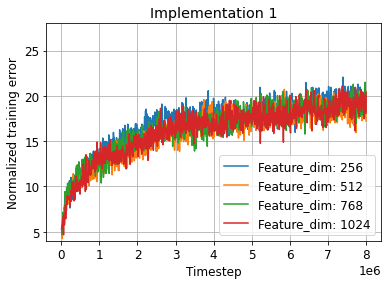 Implementation 1
Normalized training error
25
20
15
10
5
Feature_dim: 256
Feature_dim: 512
Feature_dim: 768
Feature_dim: 1024
0 1 2 3 4 5 6 7 8
1e6
Timestep